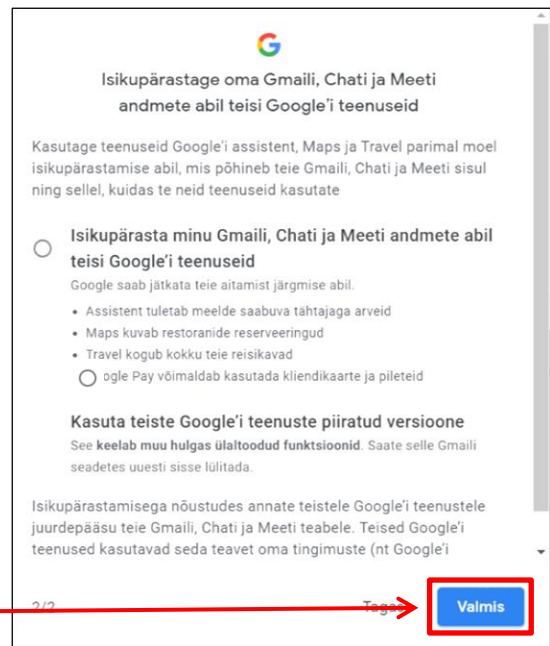 Isikupärastage oma Gmaili, Chati ja Meeti
andmete abil teisi Google'i teenuseid
Kasutage teenuseid Google'i assistent, Maps ja Travel parimal moel
isikupärastamise abil, mis põhineb teie Gmaili, Chati ja Meeti sisul
ning sellel, kuidas te neid teenuseid kasutate
Isikupärasta minu Gmaili, Chati ja Meeti andmete abil
teisi Google'i teenuseid
Google saab jätkata teie aitamist järgmise abil.
• Assistent tuletab meelde saabuva tähtajaga arveid
• Maps kuvab restoranide reserveeringud
• Travel kogub kokku teie reisikavad
ogle Pay võimaldab kasutada kliendikaarte ja pileteid
Kasuta teiste Google'i teenuste piiratud versioone
See keelab muu hulgas ülaltoodud funktsioonid. Saate selle Gmaili
seadetes uuesti sisse lülitada.
Isikupärastamisega nõustudes annate teistele Google'i teenustele
juurdepääsu teie Gmaili, Chati ja Meeti teabele. Teised Google'i
teenused kasutavad seda teavet oma tingimuste (nt Google'i
2/2 Tagasi Valmis